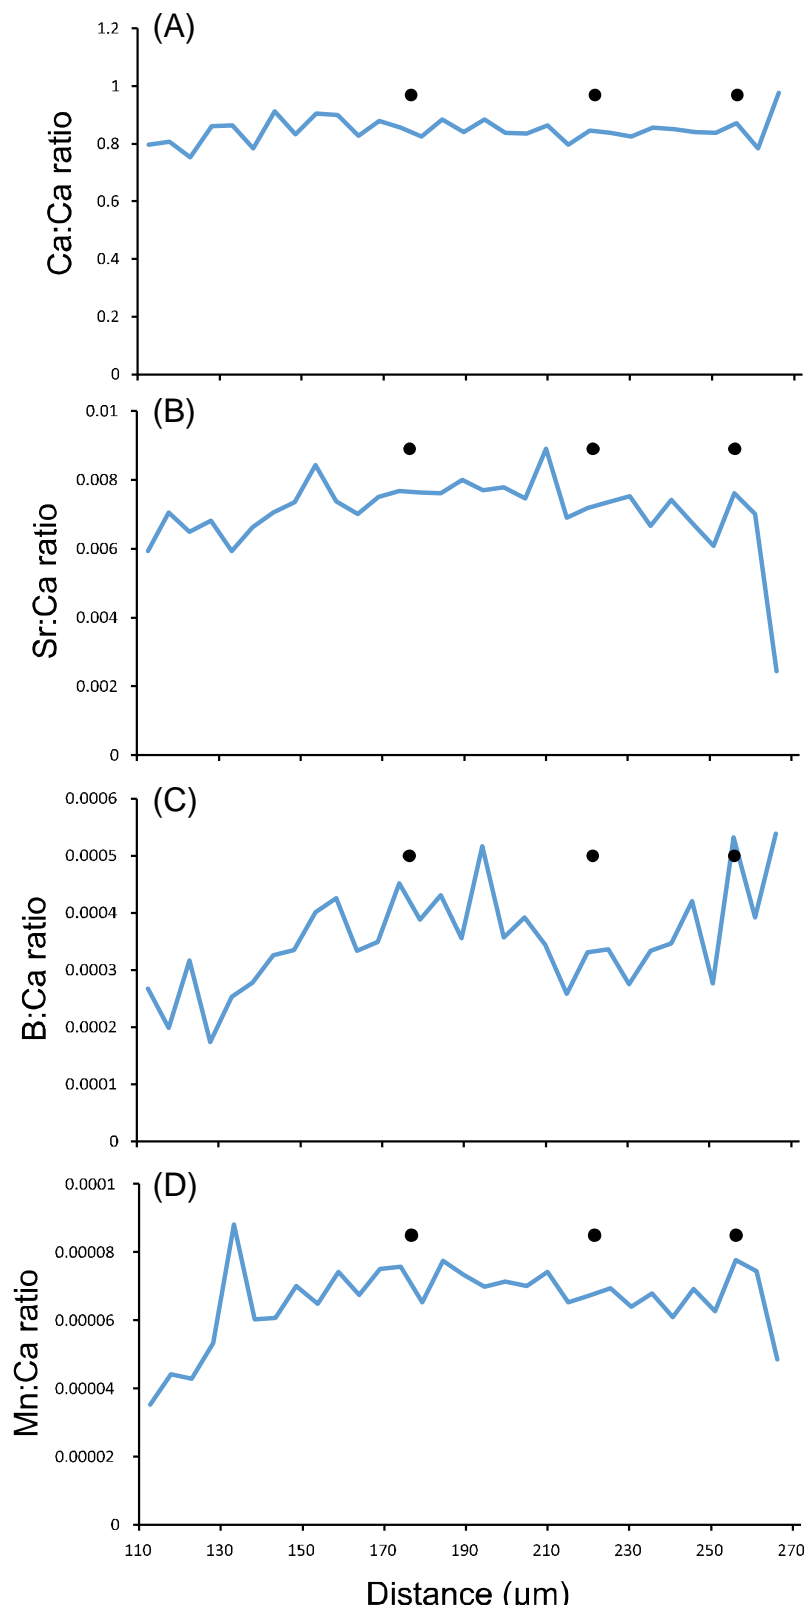 (A)
1.2
1
0.8
0.6
0.4
0.2
0
Ca:Ca ratio
(B)
0.01
0.008
0.006
0.004
0.002
0
Sr:Ca ratio
(C)
0.0006
0.0005
0.0004
0.0003
0.0002
0.0001
0
B:Ca ratio
(D)
0.0001
0.00008
0.00006
0.00004
0.00002
0
Mn:Ca ratio
110 130 150 170 190 210 230 250 270
Distance (µm)